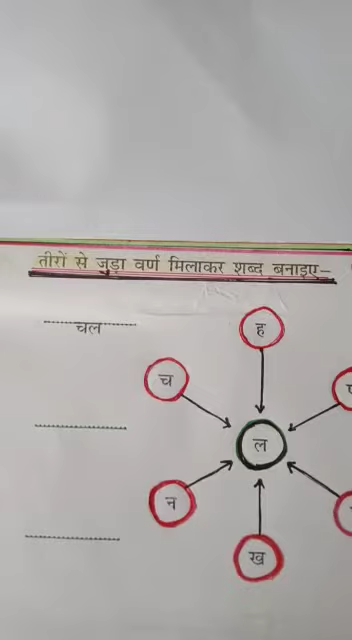 तीरों से जुड़ा वर्ण मिलाकर शब्द बनाइए-
चल
ह
च
ल
न
ख